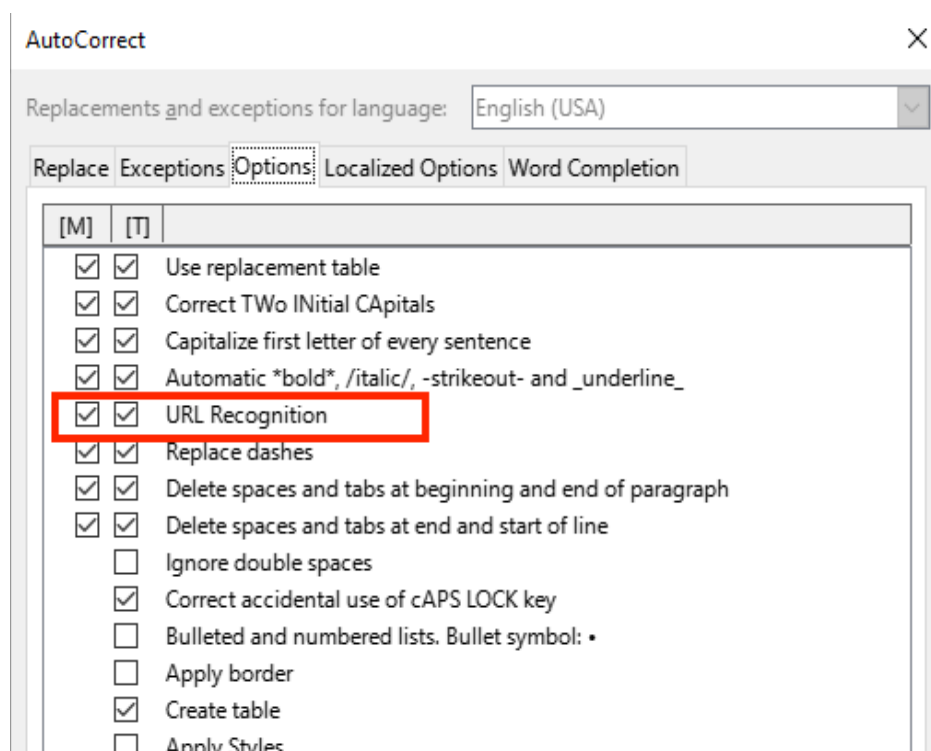 AutoCorrect
Replacements and exceptions for language: English (USA)
Replace Exceptions Options Localized Options Word Completion
[M] [T]
Use replacement table
Correct TWo INitial CApitals
Capitalize first letter of every sentence
Automatic *bold*, /italic/, -strikeout- and _underline_
URL Recognition
Replace dashes
Delete spaces and tabs at beginning and end of paragraph
Delete spaces and tabs at end and start of line
Ignore double spaces
Correct accidental use of cAPS LOCK key
Bulleted and numbered lists. Bullet symbol: •
Apply border
Create table
Apply Styles